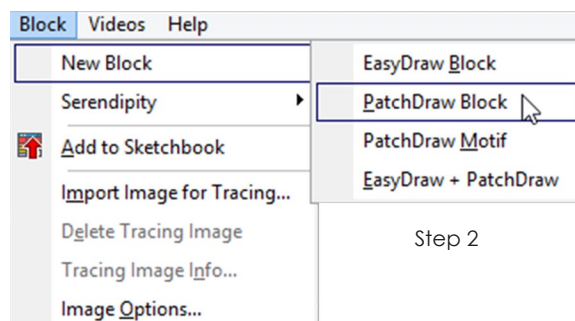 Block Videos Help
New Block
Serendipity
Add to Sketchbook
Import Image for Tracing...
Delete Tracing Image
Tracing Image Info...
Image Options...
EasyDraw Block
PatchDraw Block
PatchDraw Motif
EasyDraw + PatchDraw
Step 2